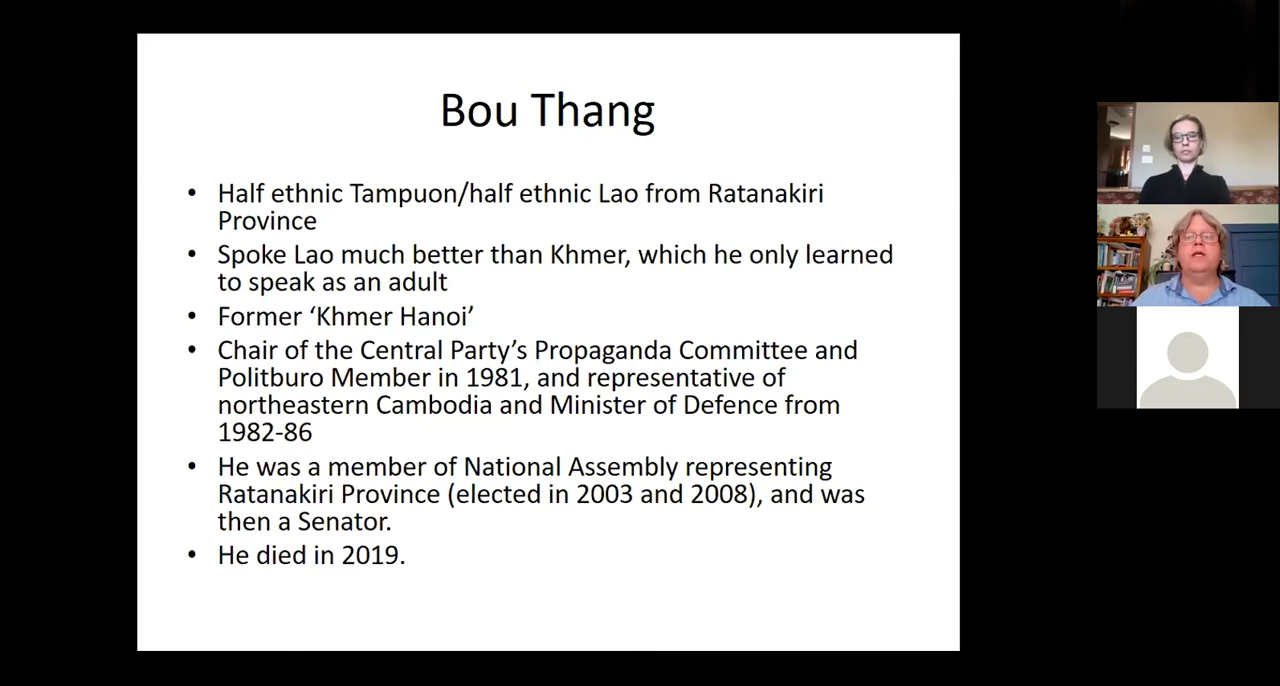 Bou Thang
• Half ethnic Tampuon/half ethnic Lao from Ratanakiri
Province
• Spoke Lao much better than Khmer, which he only learned
to speak as an adult
• Former ‘Khmer Hanoi’
• Chair of the Central Party’s Propaganda Committee and
Politburo Member in 1981, and representative of
northeastern Cambodia and Minister of Defence from
1982-86
• He was a member of National Assembly representing
Ratanakiri Province (elected in 2003 and 2008), and was
then a Senator.
• He died in 2019.